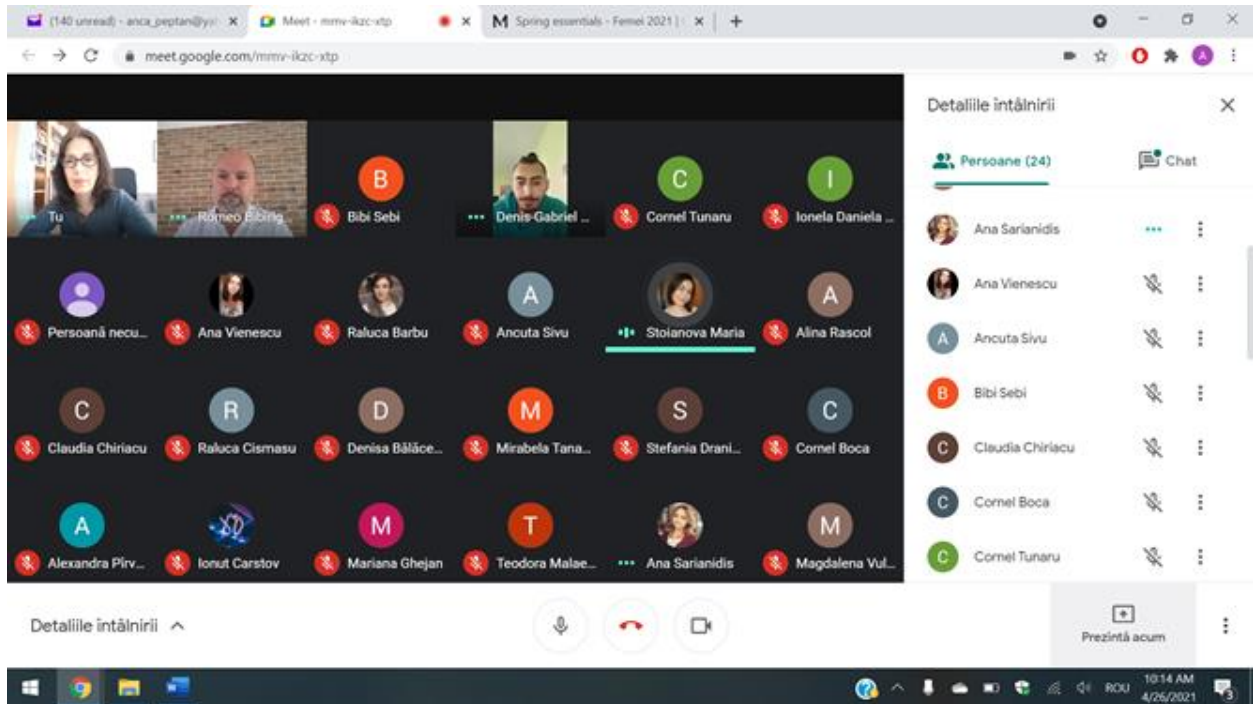 (140 unread) - anca_peptan@ya
Meet - mmv-ikzc-xtp
M Spring essentials - Femei 2021 |
meet.google.com/mmv-ikzc-xtp
A
Detaliile întâlnirii
Persoane (24)
Chat
Tu
Romeo Bibirig
B
Bibi Sebi
Denis-Gabriel ...
C
Cornel Tunaru
I
Ionela Daniela ...
Persoană necu...
Ana Vienescu
Raluca Barbu
A
Ancuta Sivu
Stoianova Maria
A
Alina Rascol
C
Claudia Chiriacu
R
Raluca Cismasu
D
Denisa Bălăce...
M
Mirabela Tana...
S
Stefania Drani...
C
Cornel Boca
A
Alexandra Pîrv...
Ionut Carstov
M
Mariana Ghejan
T
Teodora Malae...
Ana Sarianidis
M
Magdalena Vul...
Ana Sarianidis
Ana Vienescu
A Ancuta Sivu
B Bibi Sebi
C Claudia Chiriacu
C Cornel Boca
C Cornel Tunaru
Detaliile întâlnirii
Prezintă acum
ROU
10:14 AM
4/26/2021
3